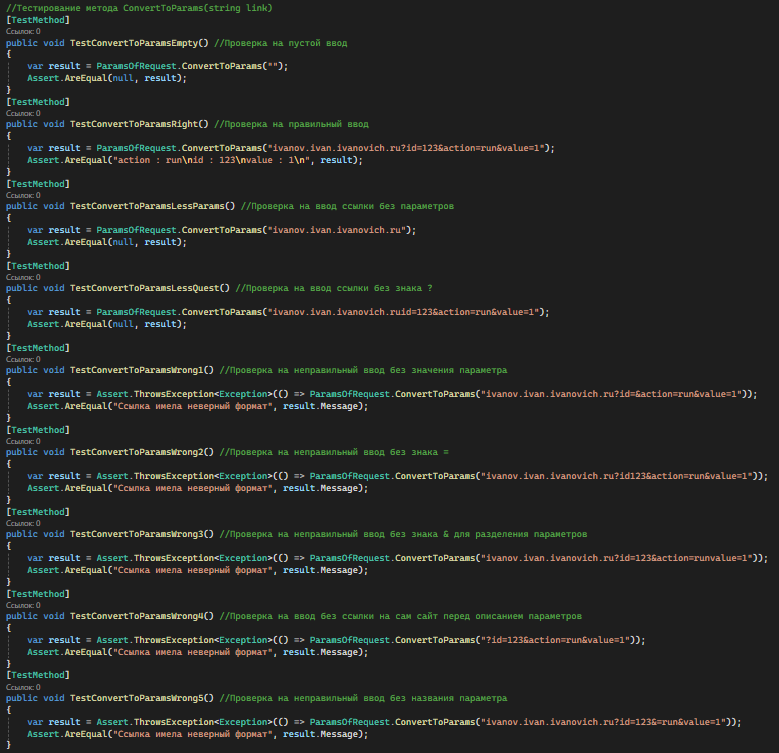 //Тестирование метода ConvertToParams(string link)
[TestMethod]
Ссылок: 0
public void TestConvertToParamsEmpty() //Проверка на пустой ввод
{
var result = ParamsOfRequest.ConvertToParams("");
Assert.AreEqual(null, result);
}
[TestMethod]
Ссылок: 0
public void TestConvertToParamsRight() //Проверка на правильный ввод
{
var result = ParamsOfRequest.ConvertToParams("ivanov.ivan.ivanovich.ru?id=123&action=run&value=1");
Assert.AreEqual("action : run\nid : 123\nvalue : 1\n", result);
}
[TestMethod]
Ссылок: 0
public void TestConvertToParamsLessParams() //Проверка на ввод ссылки без параметров
{
var result = ParamsOfRequest.ConvertToParams("ivanov.ivan.ivanovich.ru");
Assert.AreEqual(null, result);
}
[TestMethod]
Ссылок: 0
public void TestConvertToParamsLessQuest() //Проверка на ввод ссылки без знака ?
{
var result = ParamsOfRequest.ConvertToParams("ivanov.ivan.ivanovich.ruid=123&action=run&value=1");
Assert.AreEqual(null, result);
}
[TestMethod]
Ссылок: 0
public void TestConvertToParamsWrong1() //Проверка на неправильный ввод без значения параметра
{
var result = Assert.ThrowsException<Exception>(() => ParamsOfRequest.ConvertToParams("ivanov.ivan.ivanovich.ru?id=&action=run&value=1"));
Assert.AreEqual("Ссылка имела неверный формат", result.Message);
}
[TestMethod]
Ссылок: 0
public void TestConvertToParamsWrong2() //Проверка на неправильный ввод без знака =
{
var result = Assert.ThrowsException<Exception>(() => ParamsOfRequest.ConvertToParams("ivanov.ivan.ivanovich.ru?id123&action=run&value=1"));
Assert.AreEqual("Ссылка имела неверный формат", result.Message);
}
[TestMethod]
Ссылок: 0
public void TestConvertToParamsWrong3() //Проверка на неправильный ввод без знака & для разделения параметров
{
var result = Assert.ThrowsException<Exception>(() => ParamsOfRequest.ConvertToParams("ivanov.ivan.ivanovich.ru?id=123&action=runvalue=1"));
Assert.AreEqual("Ссылка имела неверный формат", result.Message);
}
[TestMethod]
Ссылок: 0
public void TestConvertToParamsWrong4() //Проверка на ввод без ссылки на сам сайт перед описанием параметров
{
var result = Assert.ThrowsException<Exception>(() => ParamsOfRequest.ConvertToParams("?id=123&action=run&value=1"));
Assert.AreEqual("Ссылка имела неверный формат", result.Message);
}
[TestMethod]
Ссылок: 0
public void TestConvertToParamsWrong5() //Проверка на неправильный ввод без названия параметра
{
var result = Assert.ThrowsException<Exception>(() => ParamsOfRequest.ConvertToParams("ivanov.ivan.ivanovich.ru?id=123&=run&value=1"));
Assert.AreEqual("Ссылка имела неверный формат", result.Message);
}